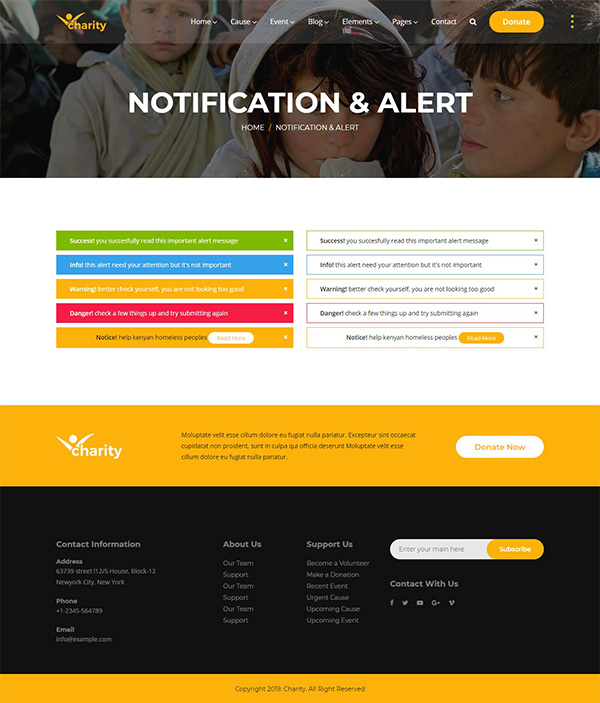 charity
Home Cause Event Blog Elements Pages Contact Donate
NOTIFICATION & ALERT
HOME / NOTIFICATION & ALERT
Success! you succesfully read this important alert message ×
Success! you succesfully read this important alert message ×
Info! this alert need your attention but it's not important ×
Info! this alert need your attention but it's not important ×
Warning! better check yourself, you are not looking too good ×
Warning! better check yourself, you are not looking too good ×
Danger! check a few things up and try submitting again ×
Danger! check a few things up and try submitting again ×
Notice! help kenyan homeless peoples Read More ×
Notice! help kenyan homeless peoples Read More ×
charity
Moluptate velit esse cillum dolore eu fugiat nulla pariatur. Excepteur sint occaecat
cupidatat non proident, sunt in culpa qui officia deserunt Moluptate velit esse
cillum dolore eu fugiat nulla pariatur.
Donate Now
Contact Information
Address
63739 street l12/S House, Block-12
Newyork City, New York
Phone
+1-2345-564789
Email
info@example.com
About Us
Our Team
Support
Our Team
Support
Our Team
Support
Support Us
Become a Volunteer
Make a Donation
Recent Event
Urgent Cause
Upcoming Cause
Upcoming Event
Enter your main here Subscribe
Contact With Us
Copyright 2019. Charity. All Right Reserved